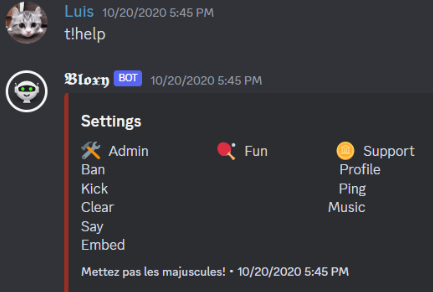 Luis 10/20/2020 5:45 PM
t!help
𝕭𝖑𝖔𝖝𝖞 BOT 10/20/2020 5:45 PM
Settings
🛠️ Admin 🏓 Fun 🪙 Support
Ban Profile
Kick Ping
Clear Music
Say
Embed
Mettez pas les majuscules! • 10/20/2020 5:45 PM